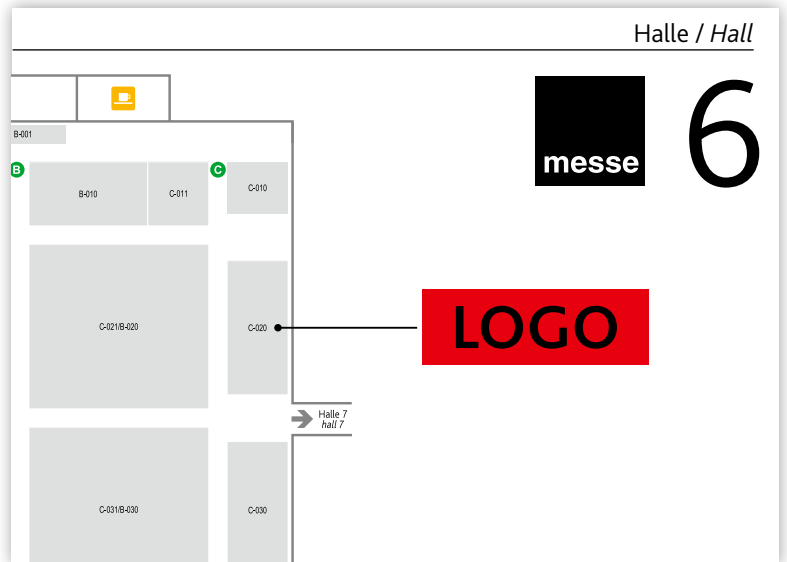 Halle / Hall
messe
6
B-001
B
B-010
C-011
C
C-010
C-021/B-020
C-020
LOGO
Halle 7
hall 7
C-031/B-030
C-030